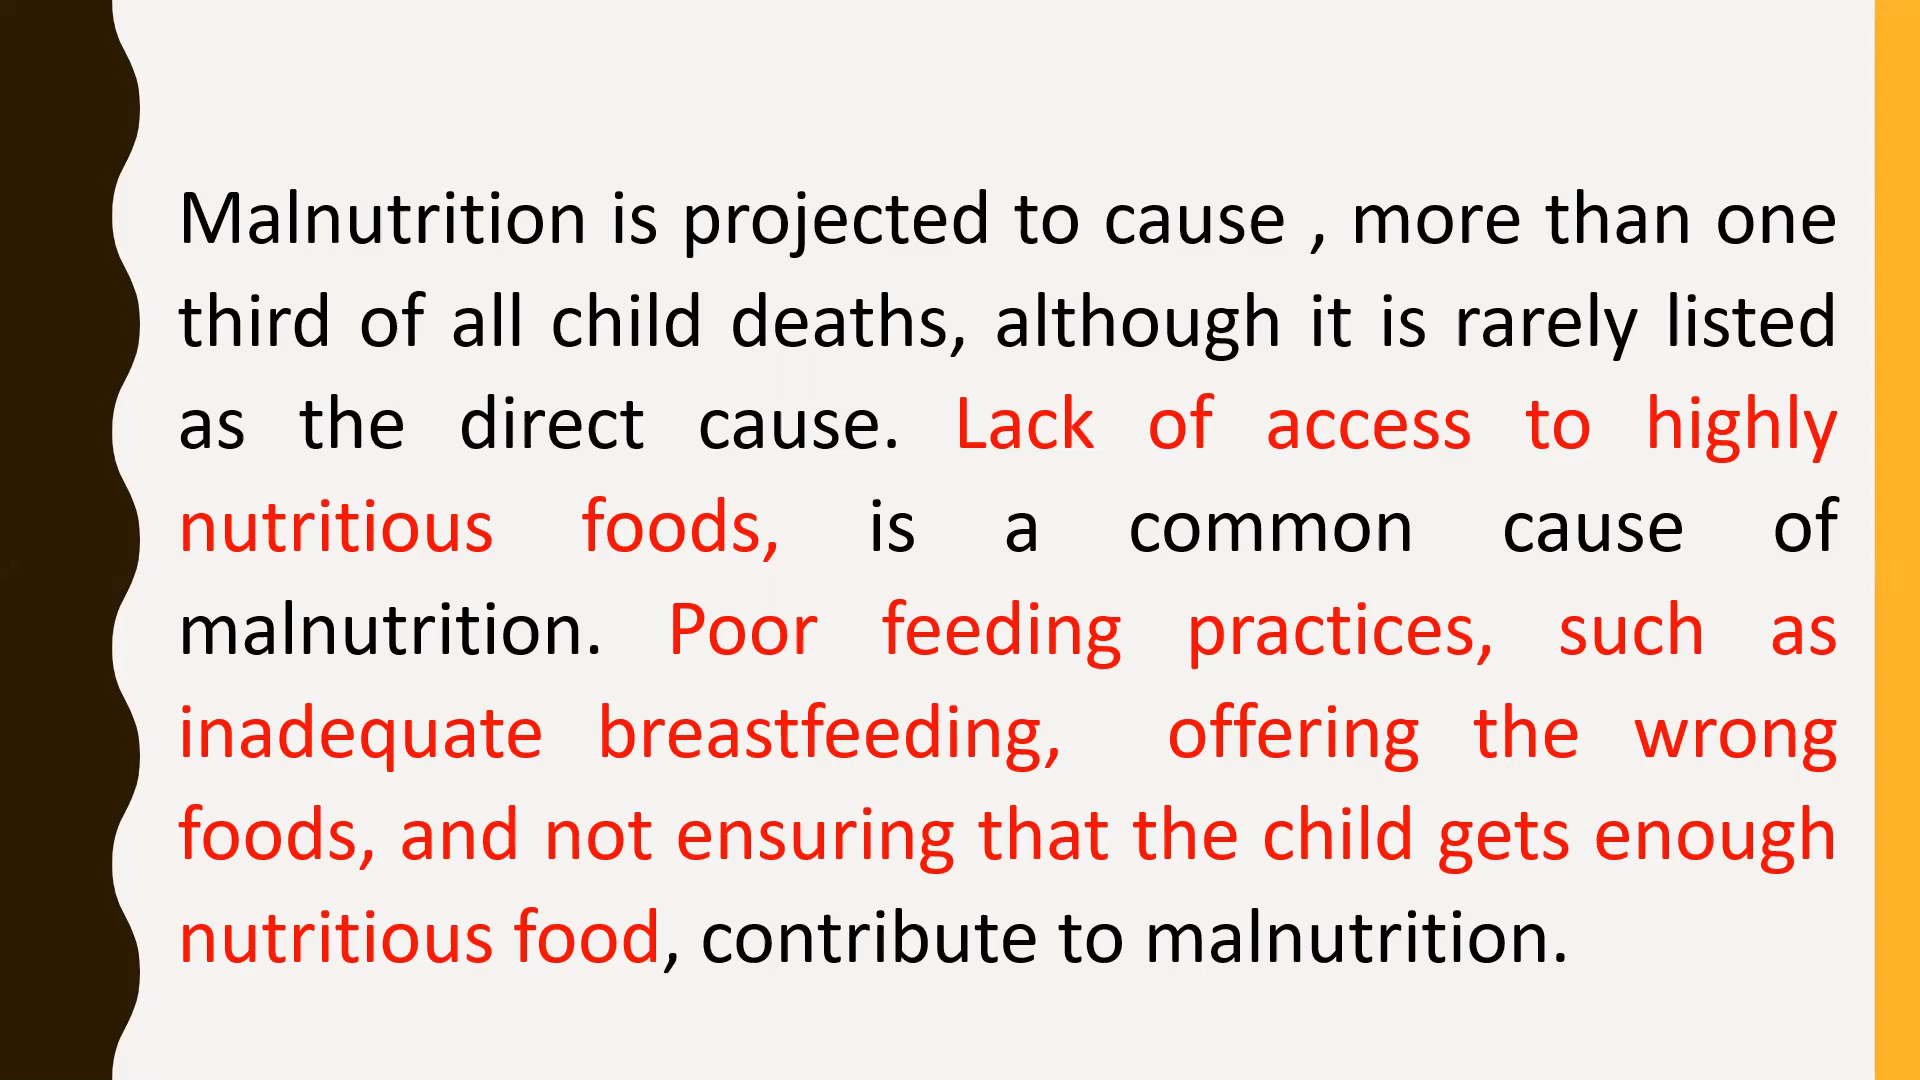 Malnutrition is projected to cause , more than one
third of all child deaths, although it is rarely listed
as the direct cause. Lack of access to highly
nutritious foods, is a common cause of
malnutrition. Poor feeding practices, such as
inadequate breastfeeding, offering the wrong
foods, and not ensuring that the child gets enough
nutritious food, contribute to malnutrition.